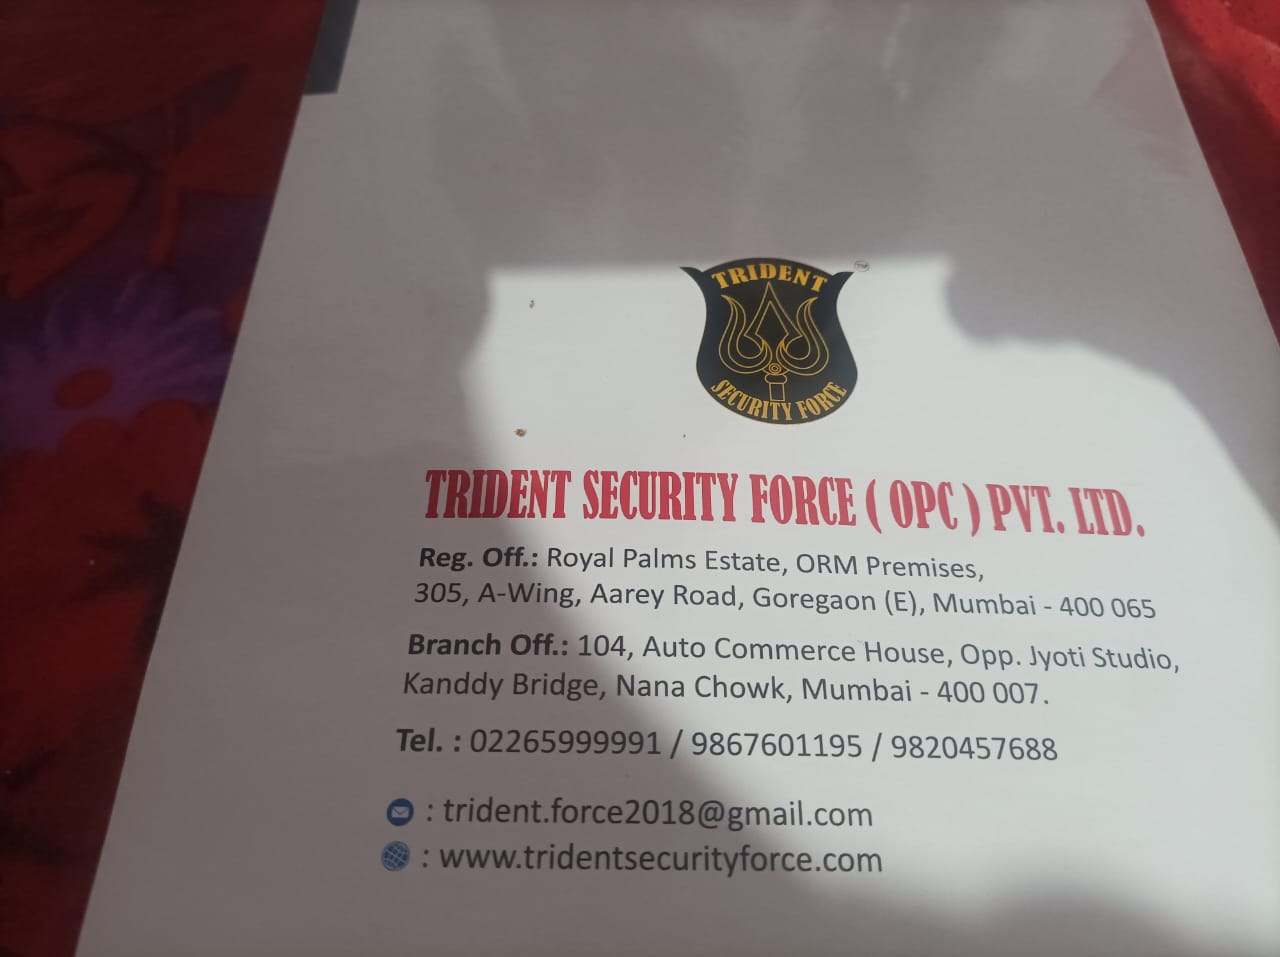 TRIDENT
TM
SECURITY FORCE
TRIDENT SECURITY FORCE ( OPC ) PVT. LTD.
Reg. Off.: Royal Palms Estate, ORM Premises,
305, A-Wing, Aarey Road, Goregaon (E), Mumbai - 400 065
Branch Off.: 104, Auto Commerce House, Opp. Jyoti Studio,
Kanddy Bridge, Nana Chowk, Mumbai - 400 007.
Tel. : 02265999991 / 9867601195 / 9820457688
: trident.force2018@gmail.com
: www.tridentsecurityforce.com